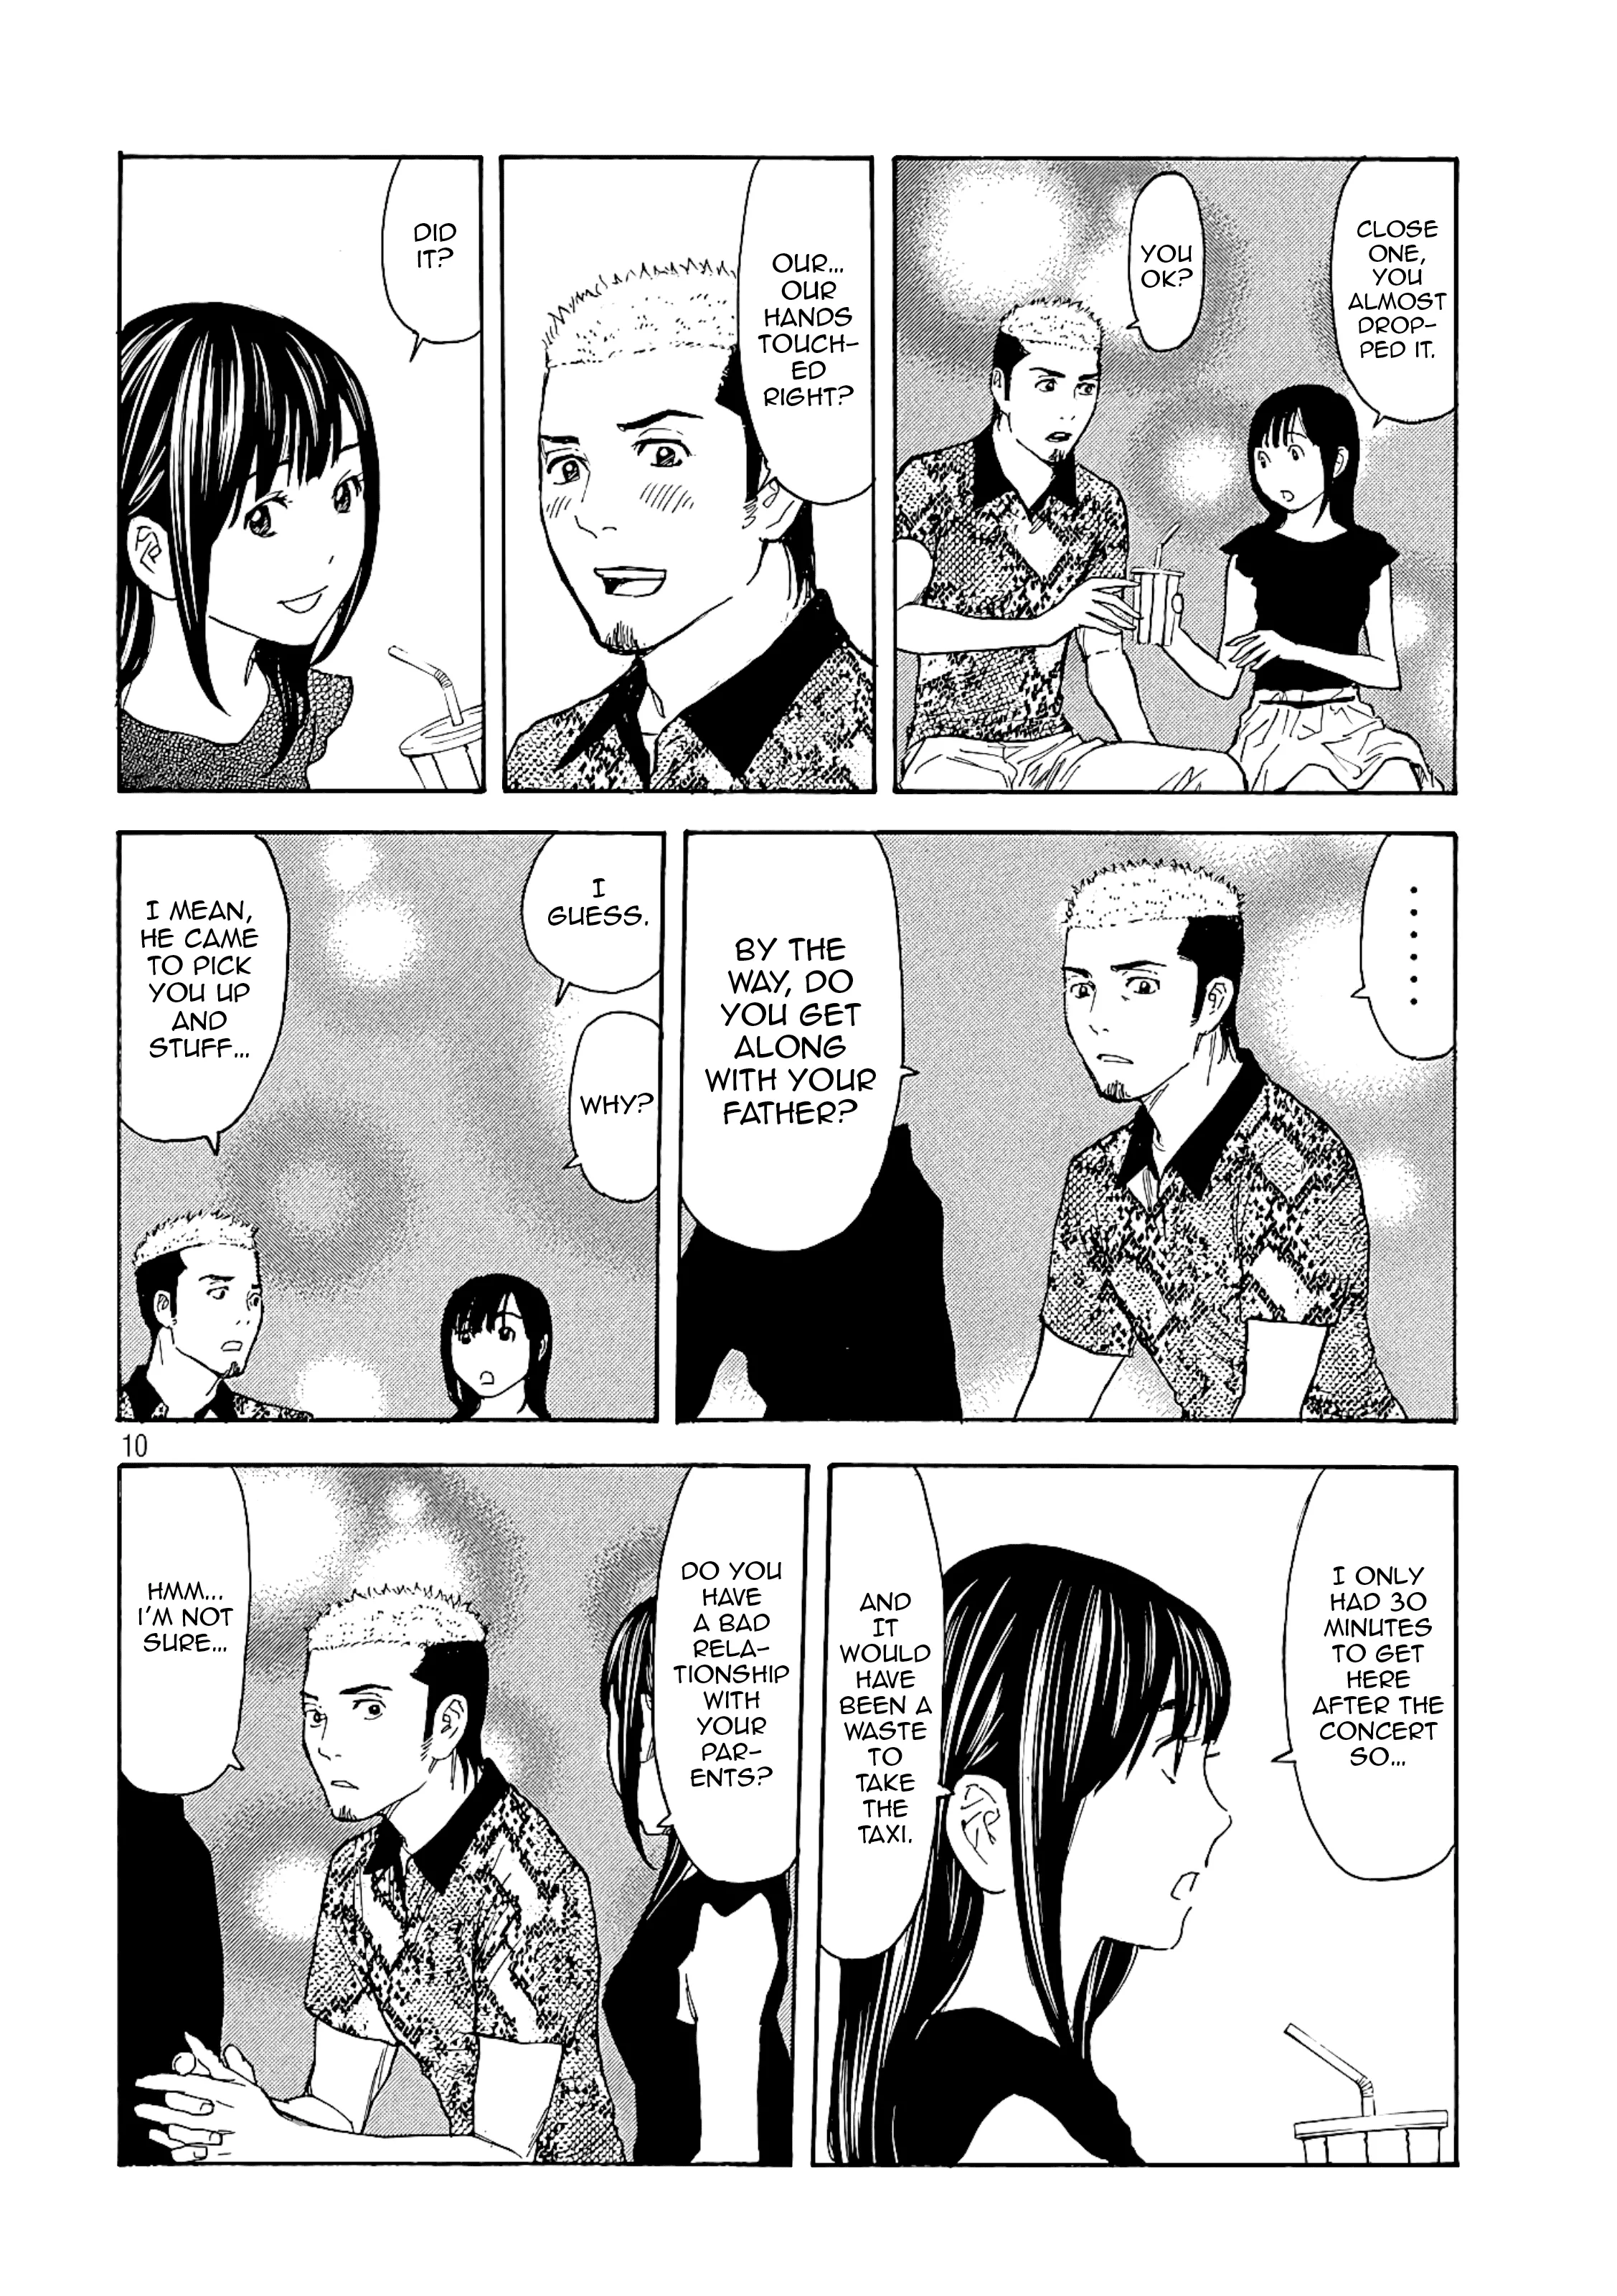 CLOSE
ONE,
YOU
ALMOST
DROP-
PED IT.
YOU
OK?
OUR...
OUR
HANDS
TOUCH-
ED
RIGHT?
DID
IT?
......
BY THE
WAY, DO
YOU GET
ALONG
WITH YOUR
FATHER?
I
GUESS.
WHY?
I MEAN,
HE CAME
TO PICK
YOU UP
AND
STUFF...
10
I ONLY
HAD 30
MINUTES
TO GET
HERE
AFTER THE
CONCERT
SO...
AND
IT
WOULD
HAVE
BEEN A
WASTE
TO
TAKE
THE
TAXI.
DO YOU
HAVE
A BAD
RELA-
TIONSHIP
WITH
YOUR
PAR-
ENTS?
HMM...
I'M NOT
SURE...